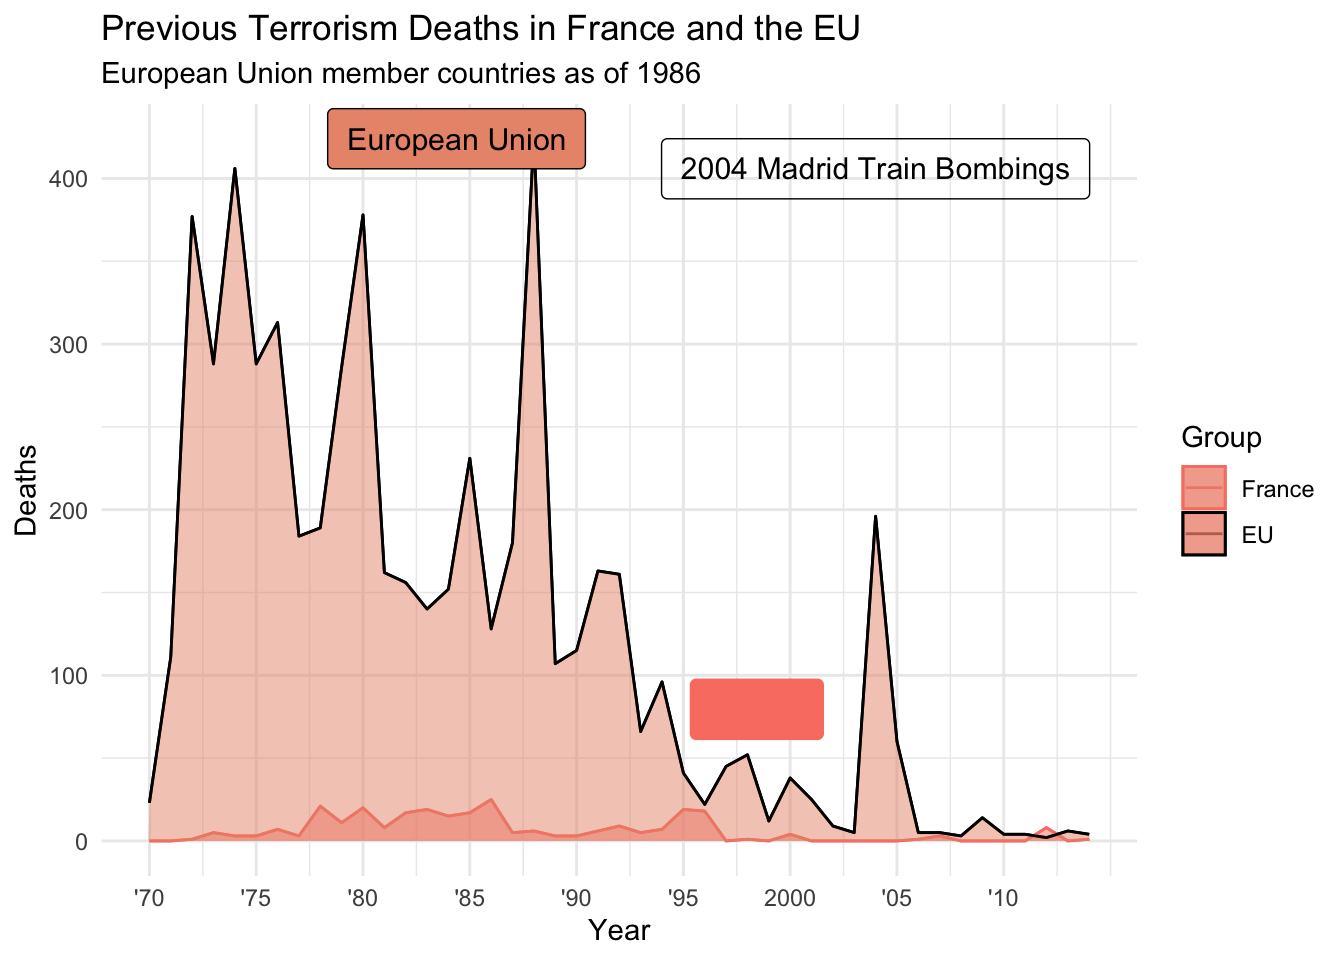 Previous Terrorism Deaths in France and the EU
European Union member countries as of 1986
European Union
2004 Madrid Train Bombings
400
300
200
100
0
Deaths
'70 '75 '80 '85 '90 '95 2000 '05 '10
Year
Group
France
EU